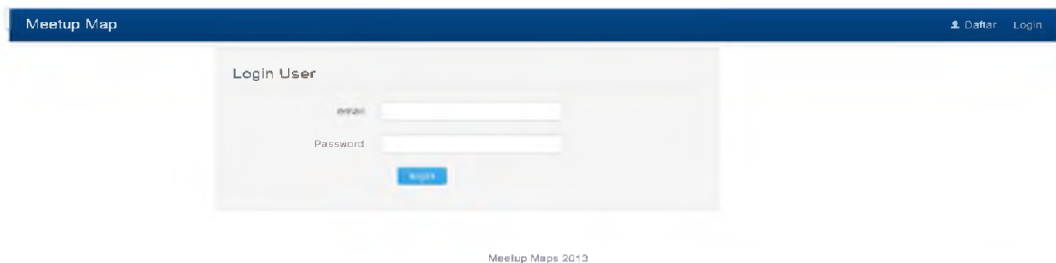 Meetup Map
Daftar Login
Login User
email
Password
login
Meetup Maps 2013